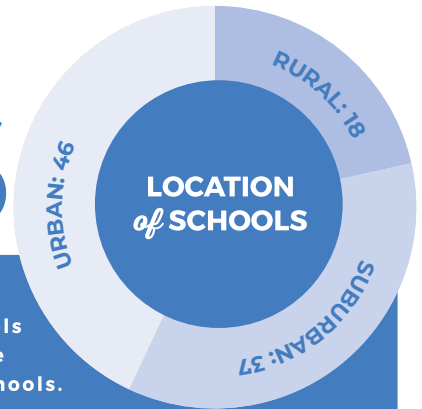 RURAL: 18
URBAN: 46
LOCATION
of SCHOOLS
SUBURBAN: 37